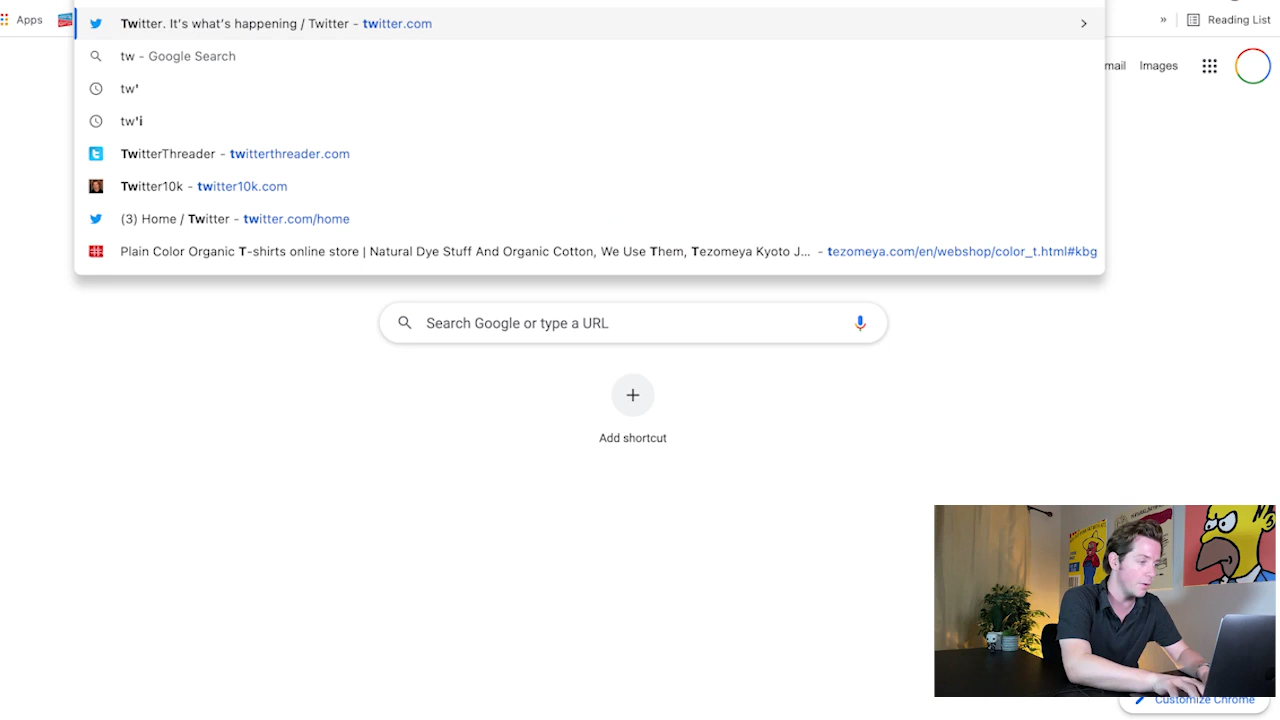 Twitter. It's what's happening / Twitter - twitter.com
Apps
» Reading List
tw - Google Search
mail Images
tw'
tw'i
TwitterThreader - twitterthreader.com
Twitter10k - twitter10k.com
(3) Home / Twitter - twitter.com/home
Plain Color Organic T-shirts online store | Natural Dye Stuff And Organic Cotton, We Use Them, Tezomeya Kyoto J... - tezomeya.com/en/webshop/color_t.html#kbg
Search Google or type a URL
Add shortcut
Customize Chrome